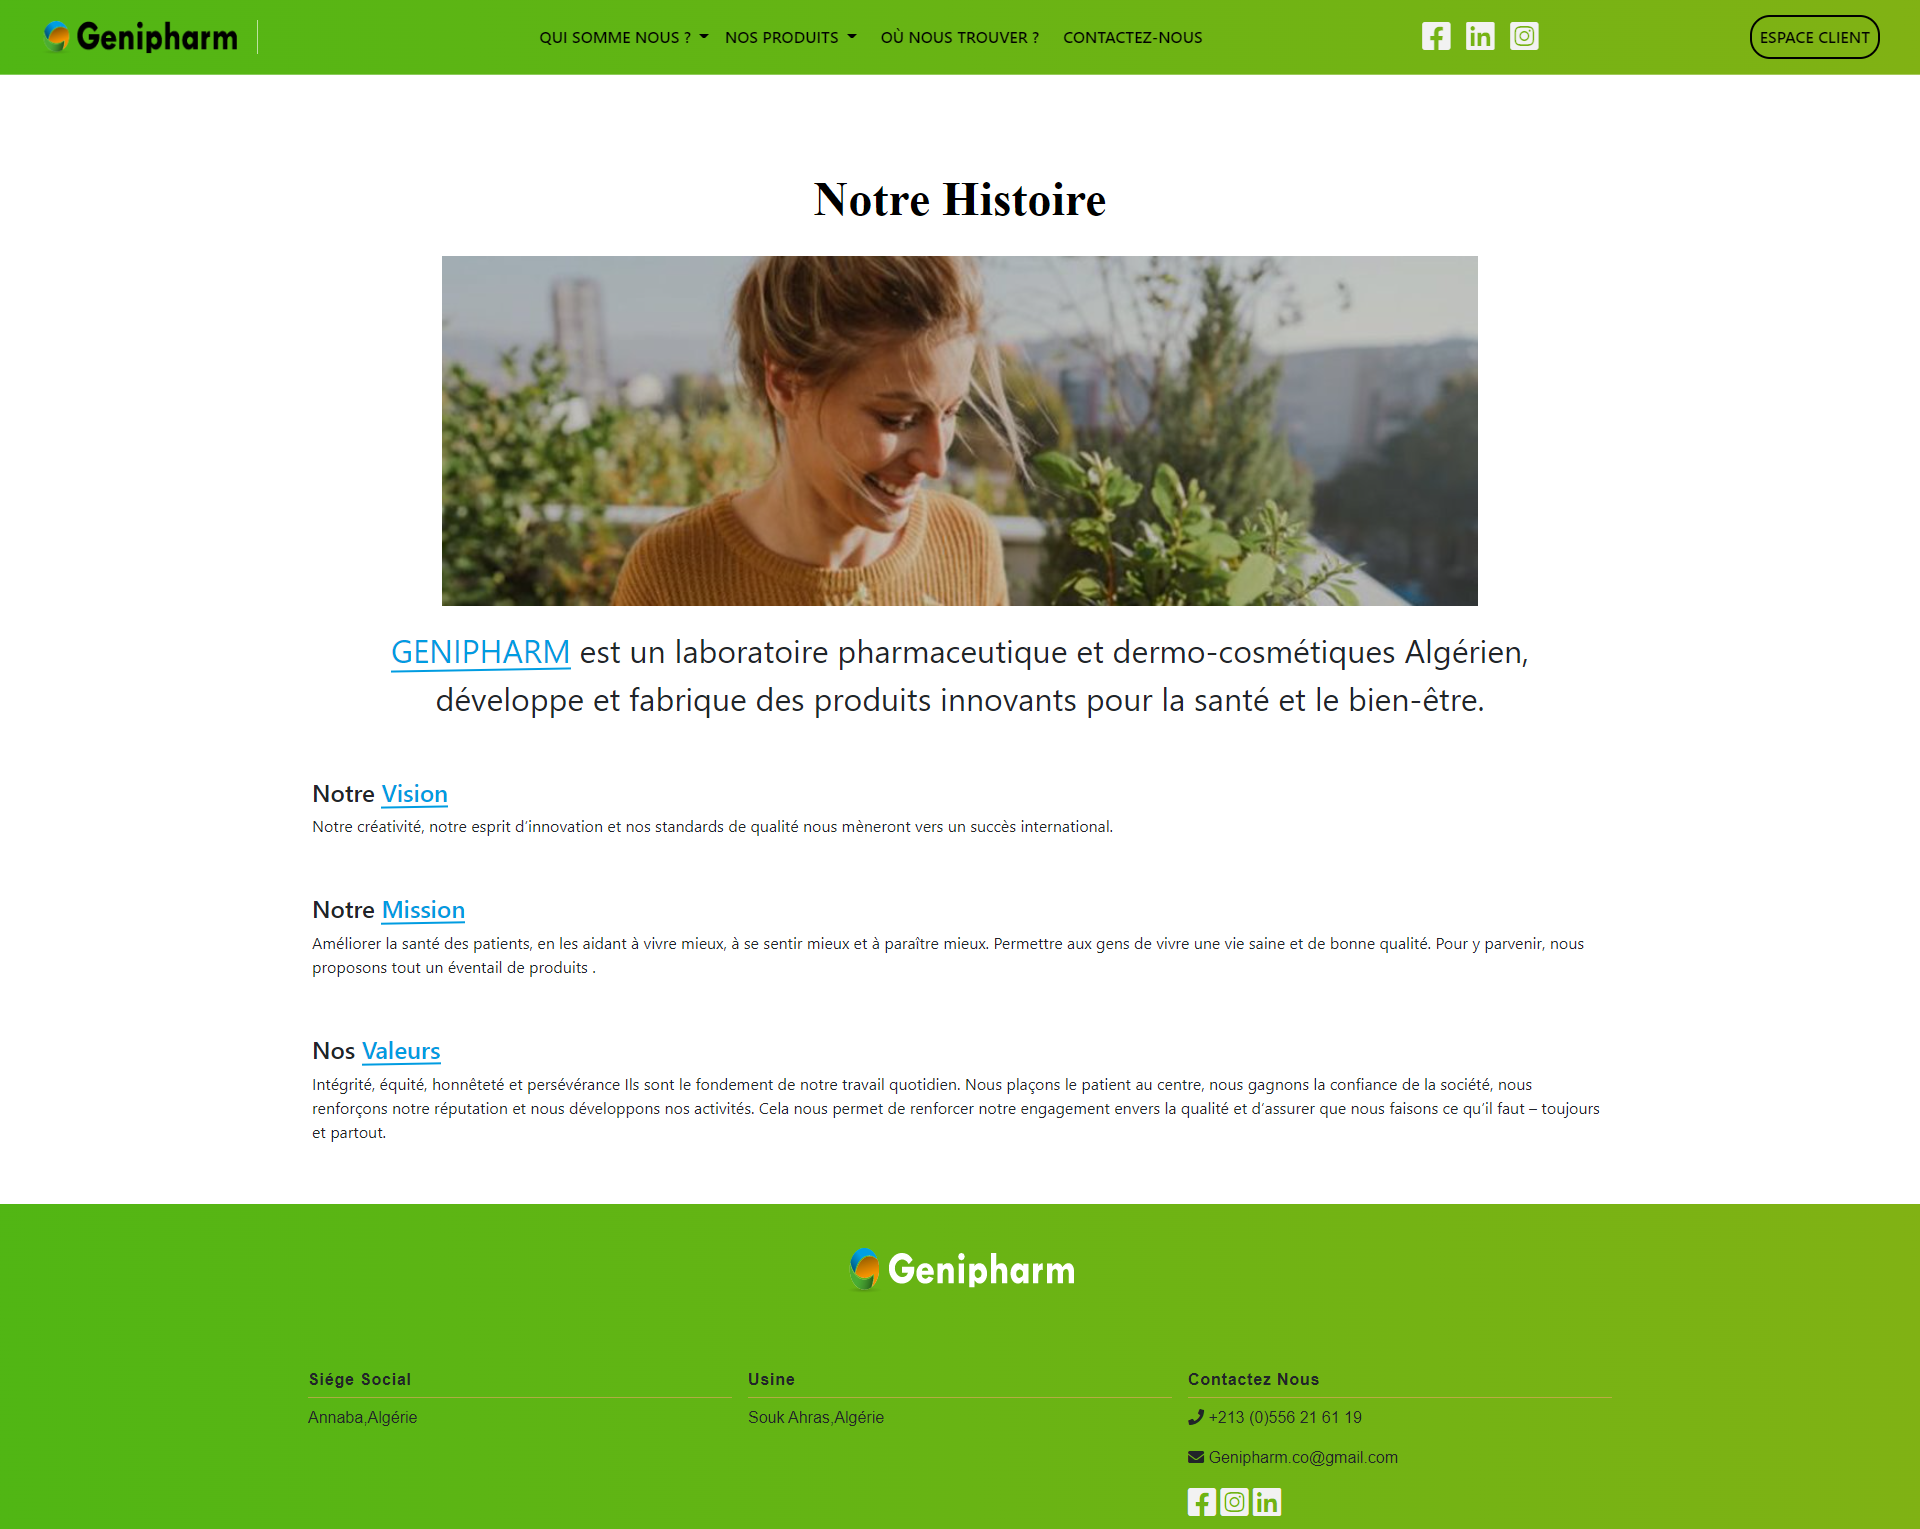 Genipharm
QUI SOMME NOUS ?
NOS PRODUITS
OÙ NOUS TROUVER ?
CONTACTEZ-NOUS
ESPACE CLIENT
Notre Histoire
GENIPHARM est un laboratoire pharmaceutique et dermo-cosmétiques Algérien,
développe et fabrique des produits innovants pour la santé et le bien-être.
Notre Vision
Notre créativité, notre esprit d’innovation et nos standards de qualité nous mèneront vers un succès international.
Notre Mission
Améliorer la santé des patients, en les aidant à vivre mieux, à se sentir mieux et à paraître mieux. Permettre aux gens de vivre une vie saine et de bonne qualité. Pour y parvenir, nous
proposons tout un éventail de produits .
Nos Valeurs
Intégrité, équité, honnêteté et persévérance Ils sont le fondement de notre travail quotidien. Nous plaçons le patient au centre, nous gagnons la confiance de la société, nous
renforçons notre réputation et nous développons nos activités. Cela nous permet de renforcer notre engagement envers la qualité et d’assurer que nous faisons ce qu’il faut – toujours
et partout.
Genipharm
Siége Social
Annaba,Algérie
Usine
Souk Ahras,Algérie
Contactez Nous
+213 (0)556 21 61 19
Genipharm.co@gmail.com